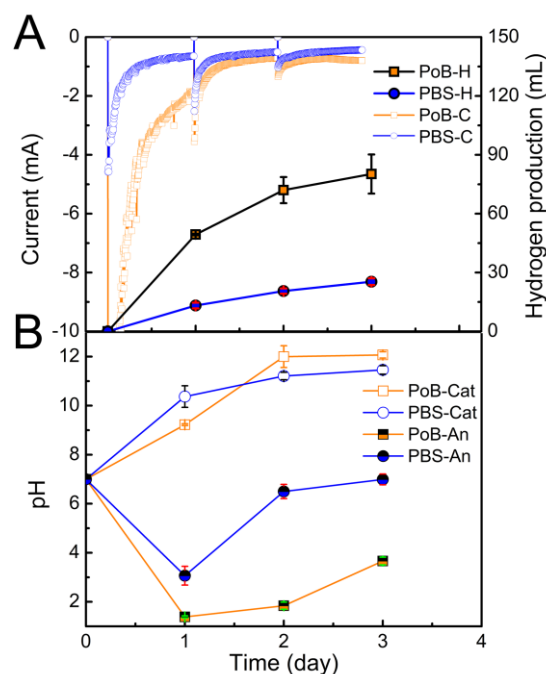 A
0
-2
-4
-6
-8
-10
Current (mA)
150
120
90
60
30
0
Hydrogen production (mL)
PoB-H
PBS-H
PoB-C
PBS-C
B
12
10
8
6
4
2
pH
PoB-Cat
PBS-Cat
PoB-An
PBS-An
0 1 2 3 4
Time (day)